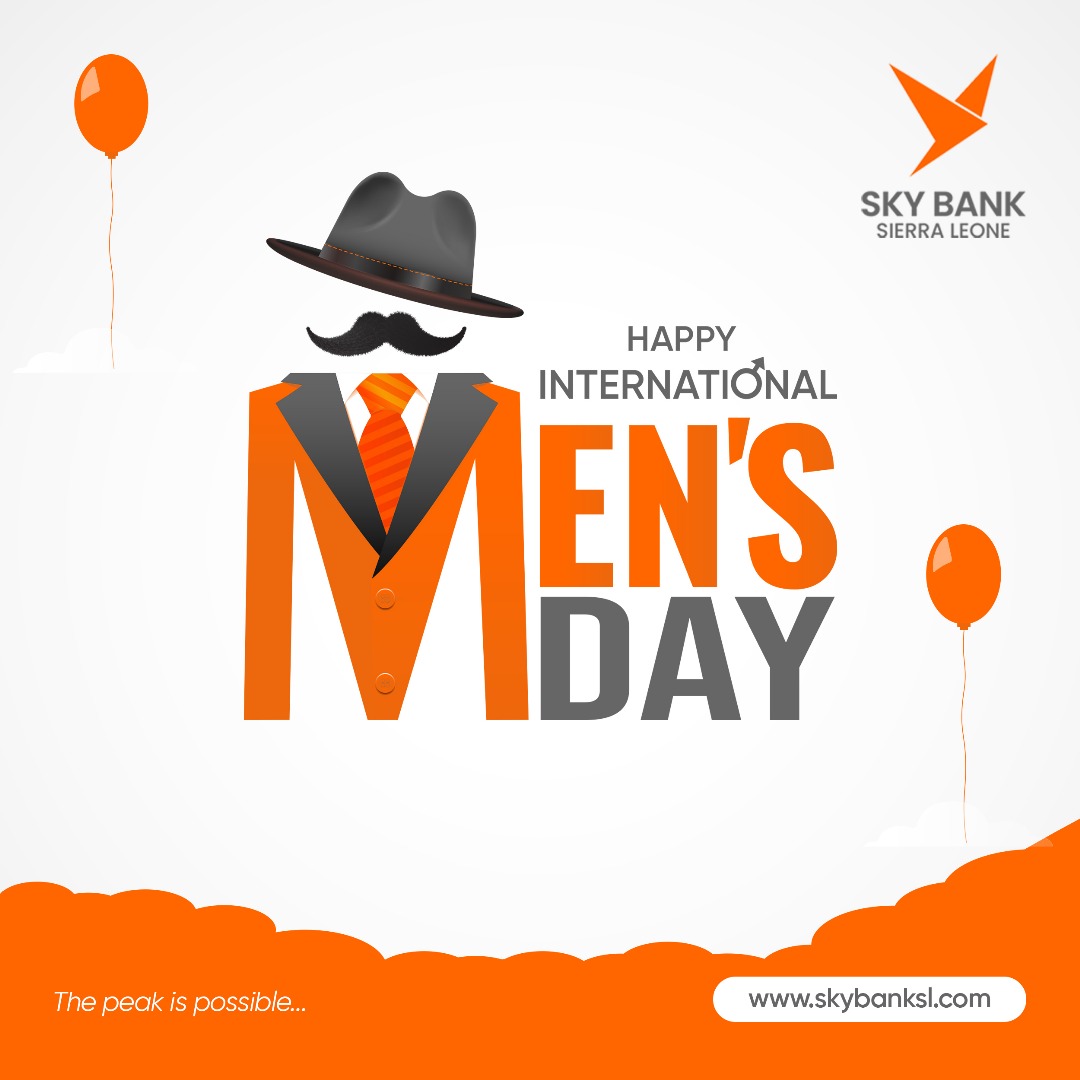 SKY BANK
SIERRA LEONE
HAPPY
INTERNATIONAL
MEN'S
DAY
The peak is possible...
www.skybanksl.com